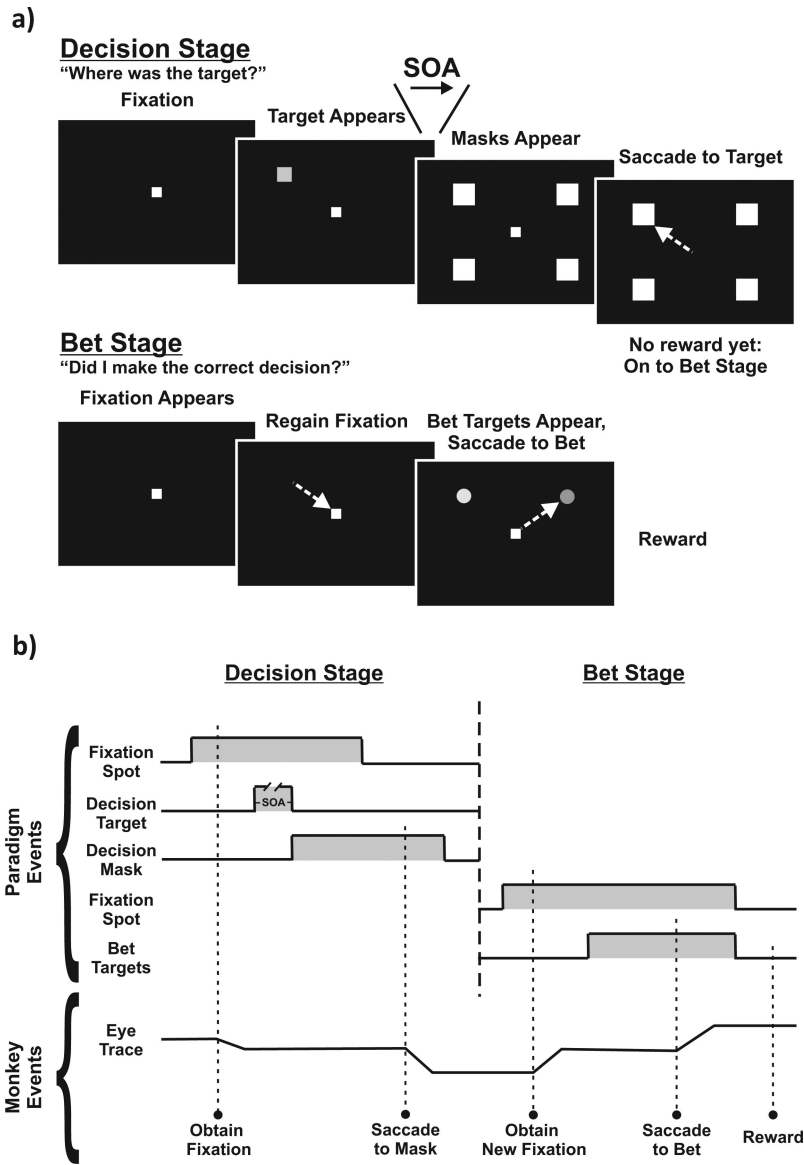 a)
Decision Stage
“Where was the target?”
Fixation
Target Appears
SOA
Masks Appear
Saccade to Target
No reward yet:
On to Bet Stage
Bet Stage
“Did I make the correct decision?”
Fixation Appears
Regain Fixation
Bet Targets Appear,
Saccade to Bet
Reward
b)
Decision Stage
Bet Stage
Paradigm
Events
Fixation
Spot
Decision
Target
SOA
Decision
Mask
Fixation
Spot
Bet
Targets
Monkey
Events
Eye
Trace
Obtain
Fixation
Saccade
to Mask
Obtain
New Fixation
Saccade
to Bet
Reward